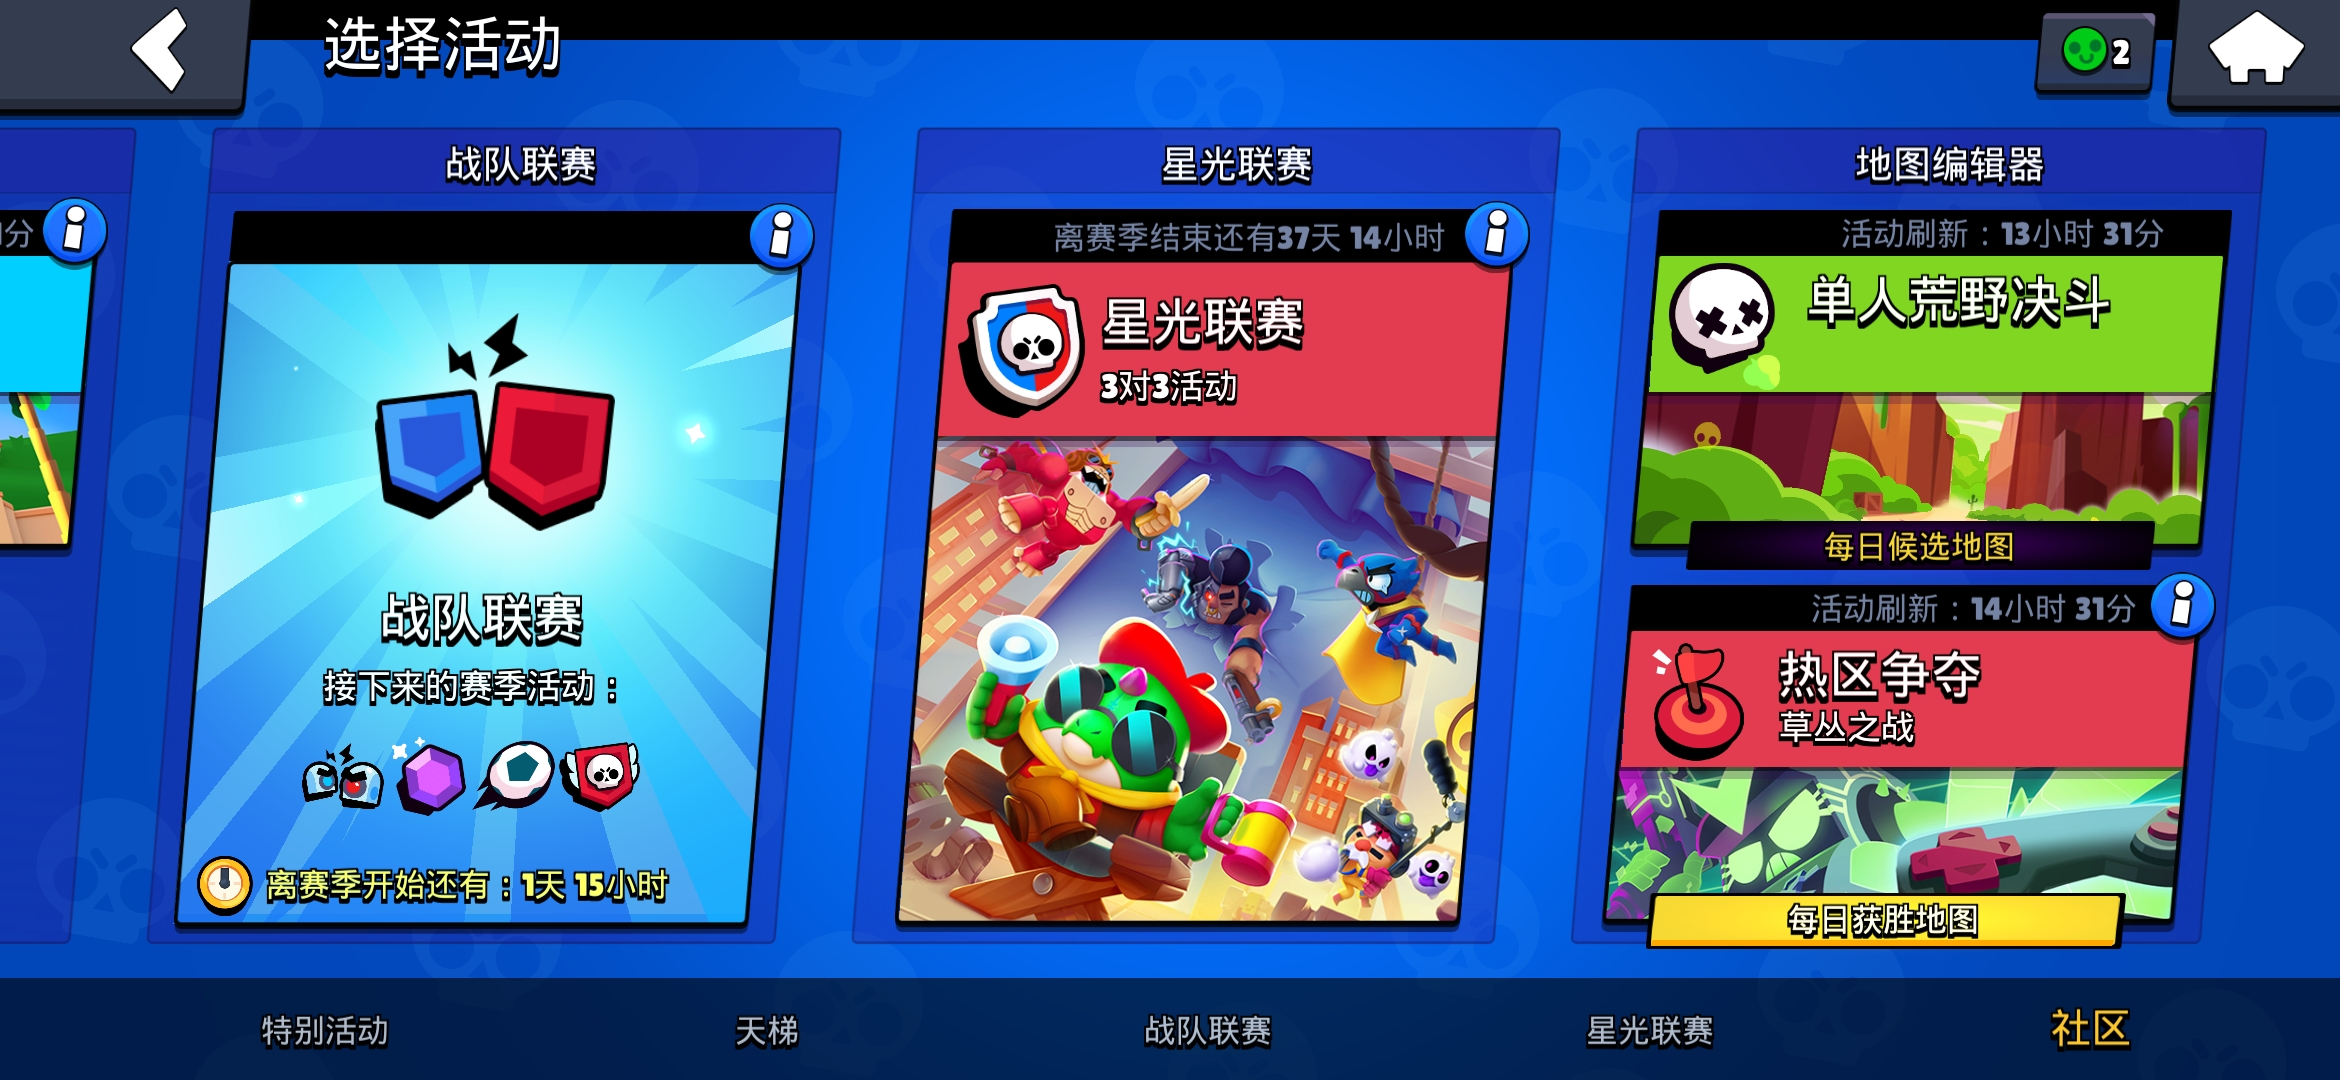 选择活动
2
分
战队联赛
战队联赛
接下来的赛季活动：
离赛季开始还有：1天 15小时
星光联赛
离赛季结束还有37天 14小时
星光联赛
3对3活动
地图编辑器
活动刷新：13小时 31分
单人荒野决斗
每日候选地图
活动刷新：14小时 31分
热区争夺
草丛之战
每日获胜地图
特别活动
天梯
战队联赛
星光联赛
社区